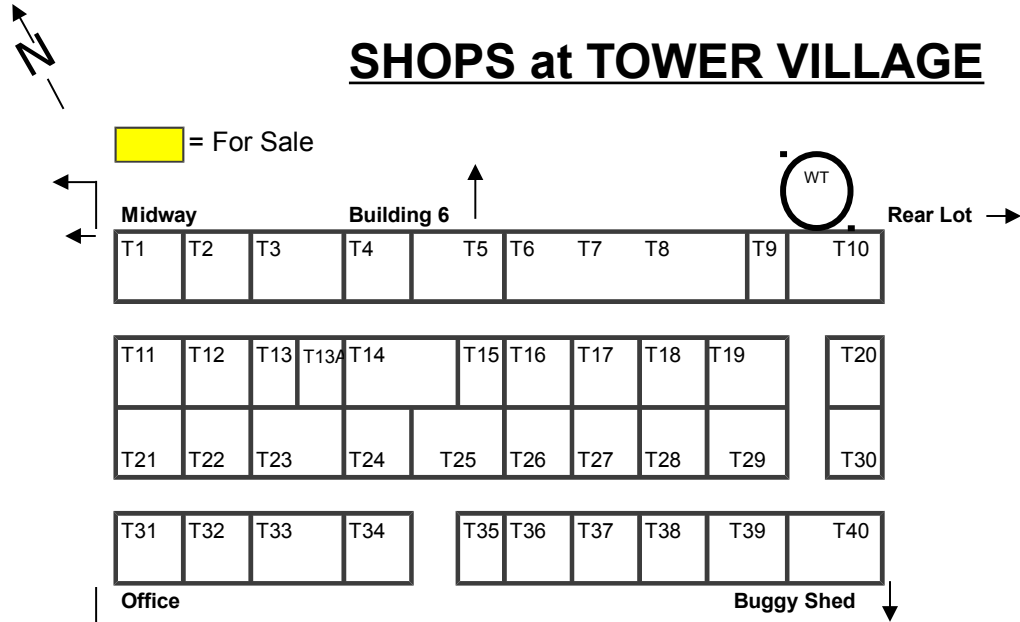 N
SHOPS at TOWER VILLAGE
= For Sale
WT
Midway Building 6 Rear Lot
T1 T2 T3 T4 T5 T6 T7 T8 T9 T10
T11 T12 T13 T13A T14 T15 T16 T17 T18 T19 T20
T21 T22 T23 T24 T25 T26 T27 T28 T29 T30
T31 T32 T33 T34 T35 T36 T37 T38 T39 T40
Office Buggy Shed